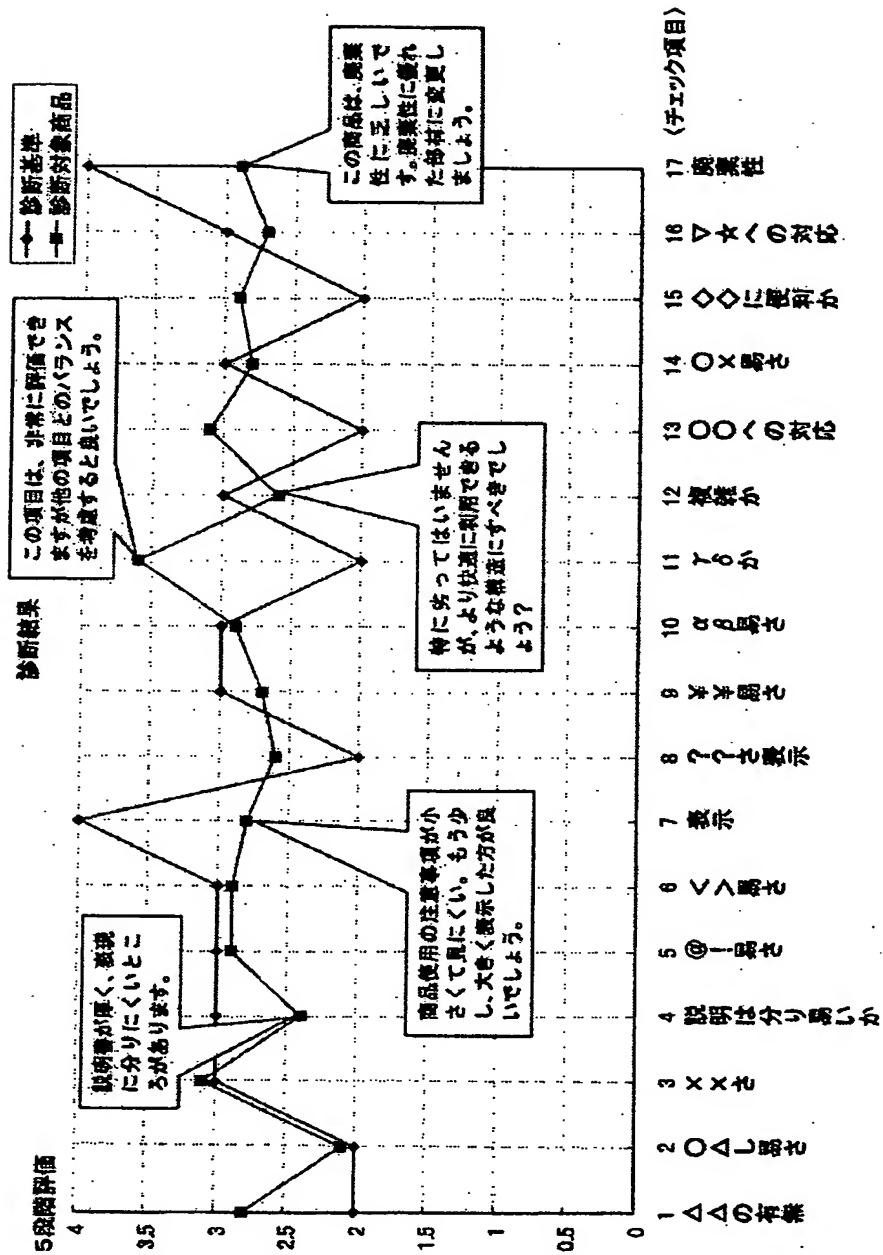 診断結果
診断基準
診断対象商品
5段階評価
4
3.5
3
2.5
2
1.5
1
0.5
0
説明書が厚く、表現
に分りにくいとこ
ろがあります。
商品使用の注意事項が小
さくて見にくい。もう少
し、大きく表示した方が良
いでしょう。
この項目は、非常に評価でき
ますが他の項目とのバランス
を考慮すると良いでしょう。
特に劣ってはいません
が、より快適に利用できる
ような構造にすべきでし
ょう?
この商品は、廃棄
性に乏しいで
す。廃棄性に優れ
た部材に変更し
ましょう。
1 △△の有無
2 ○△し易さ
3 ××さ
4 説明は分り易いか
5 @!易さ
6 <>易さ
7 表示
8 ??さ表示
9 ¥¥易さ
10 αβ易さ
11 γδか
12 複雑か
13 ○○への対応
14 ○×易さ
15 ◇◇に便利か
16 ▽☆への対応
17 廃棄性
〈チェック項目〉